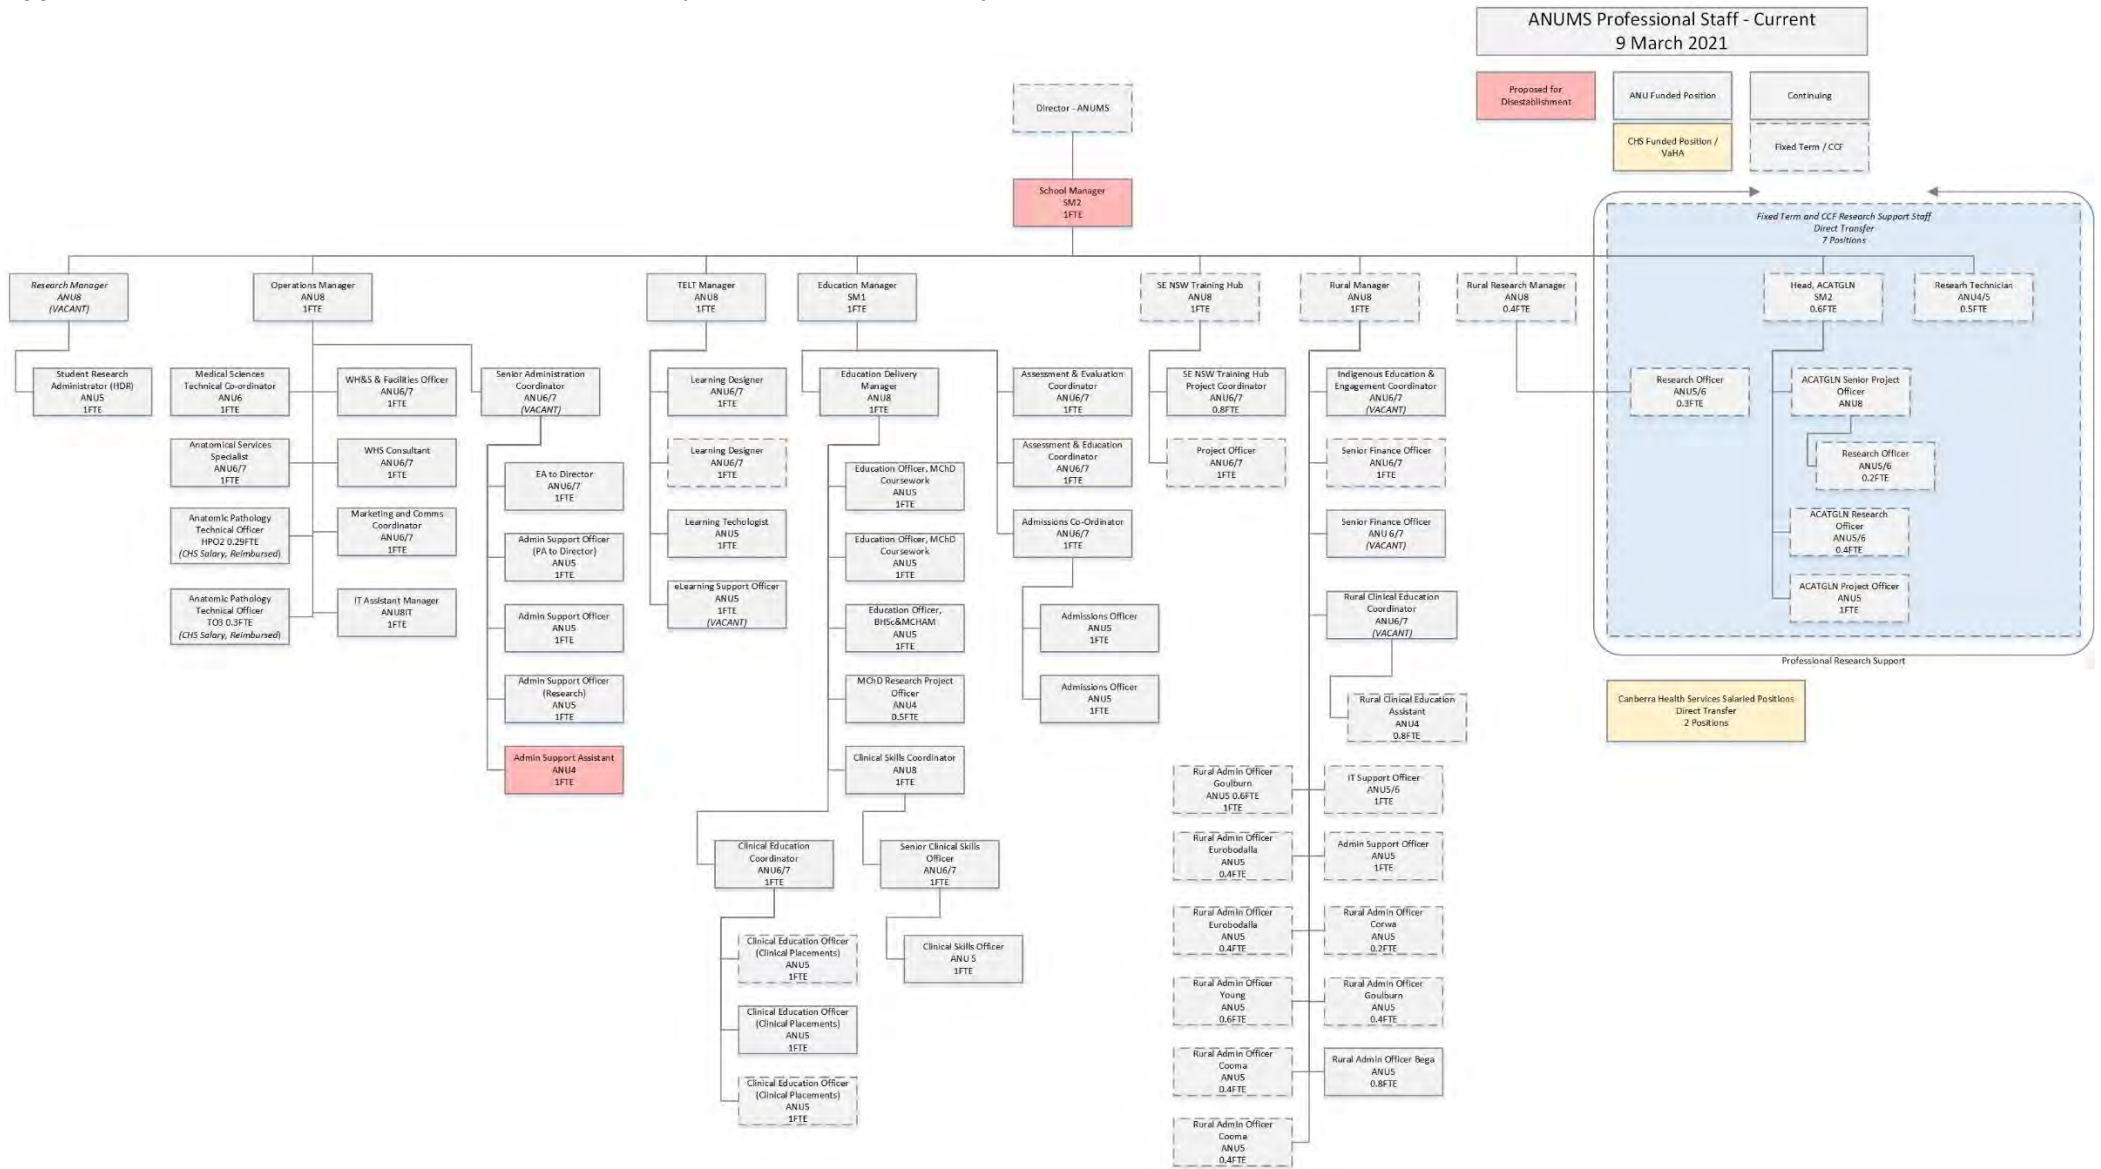 ANUMS Professional Staff - Current
9 March 2021
Proposed for
Disestablishment
ANU Funded Position
Continuing
CHS Funded Position /
VaHA
Fixed Term / CCF
Director - ANUMS
School Manager
SM2
1FTE
Fixed Term and CCF Research Support Staff
Direct Transfer
7 Positions
Research Manager
ANU8
(VACANT)
Operations Manager
ANU8
1FTE
TELT Manager
ANU8
1FTE
Education Manager
SM1
1FTE
SE NSW Training Hub
ANU8
1FTE
Rural Manager
ANU8
1FTE
Rural Research Manager
ANU8
0.4FTE
Head, ACATGLN
SM2
0.6FTE
Researh Technician
ANU4/5
0.5FTE
Student Research
Administrator (HDR)
ANU5
1FTE
Medical Sciences
Technical Co-ordinator
ANU6
1FTE
Anatomical Services
Specialist
ANU6/7
1FTE
Anatomic Pathology
Technical Officer
HPO2 0.29FTE
(CHS Salary, Reimbursed)
Anatomic Pathology
Technical Officer
TO3 0.3FTE
(CHS Salary, Reimbursed)
WH&S & Facilities Officer
ANU6/7
1FTE
WHS Consultant
ANU6/7
1FTE
Marketing and Comms
Coordinator
ANU6/7
1FTE
IT Assistant Manager
ANU8IT
1FTE
Senior Administration
Coordinator
ANU6/7
(VACANT)
EA to Director
ANU6/7
1FTE
Admin Support Officer
(PA to Director)
ANU5
1FTE
Admin Support Officer
ANU5
1FTE
Admin Support Officer
(Research)
ANU5
1FTE
Admin Support Assistant
ANU4
1FTE
Learning Designer
ANU6/7
1FTE
Learning Designer
ANU6/7
1FTE
Learning Techologist
ANU5
1FTE
eLearning Support Officer
ANU5
1FTE
(VACANT)
Education Delivery
Manager
ANU8
1FTE
Education Officer, MChD
Coursework
ANU5
1FTE
Education Officer, MChD
Coursework
ANU5
1FTE
Education Officer,
BHSc&MCHAM
ANU5
1FTE
MChD Research Project
Officer
ANU4
0.5FTE
Clinical Skills Coordinator
ANU8
1FTE
Clinical Education
Coordinator
ANU6/7
1FTE
Clinical Education Officer
(Clinical Placements)
ANU5
1FTE
Clinical Education Officer
(Clinical Placements)
ANU5
1FTE
Clinical Education Officer
(Clinical Placements)
ANU5
1FTE
Senior Clinical Skills
Officer
ANU6/7
1FTE
Clinical Skills Officer
ANU 5
1FTE
Assessment & Evaluation
Coordinator
ANU6/7
1FTE
Assessment & Education
Coordinator
ANU6/7
1FTE
Admissions Co-Ordinator
ANU6/7
1FTE
Admissions Officer
ANU5
1FTE
Admissions Officer
ANU5
1FTE
SE NSW Training Hub
Project Coordinator
ANU6/7
0.8FTE
Project Officer
ANU6/7
1FTE
Indigenous Education &
Engagement Coordinator
ANU6/7
(VACANT)
Senior Finance Officer
ANU6/7
1FTE
Senior Finance Officer
ANU 6/7
(VACANT)
Rural Clinical Education
Coordinator
ANU6/7
(VACANT)
Rural Clinical Education
Assistant
ANU4
0.8FTE
Rural Admin Officer
Goulburn
ANU5 0.6FTE
1FTE
IT Support Officer
ANU5/6
1FTE
Rural Admin Officer
Eurobodalla
ANU5
0.4FTE
Admin Support Officer
ANU5
1FTE
Rural Admin Officer
Eurobodalla
ANU5
0.4FTE
Rural Admin Officer
Corwa
ANU5
0.2FTE
Rural Admin Officer
Young
ANU5
0.6FTE
Rural Admin Officer
Goulburn
ANU5
0.4FTE
Rural Admin Officer
Cooma
ANU5
0.4FTE
Rural Admin Officer Bega
ANU5
0.8FTE
Rural Admin Officer
Cooma
ANU5
0.4FTE
Research Officer
ANU5/6
0.3FTE
ACATGLN Senior Project
Officer
ANU8
Research Officer
ANU5/6
0.2FTE
ACATGLN Research
Officer
ANU5/6
0.4FTE
ACATGLN Project Officer
ANU5
1FTE
Professional Research Support
Canberra Health Services Salaried Positions
Direct Transfer
2 Positions